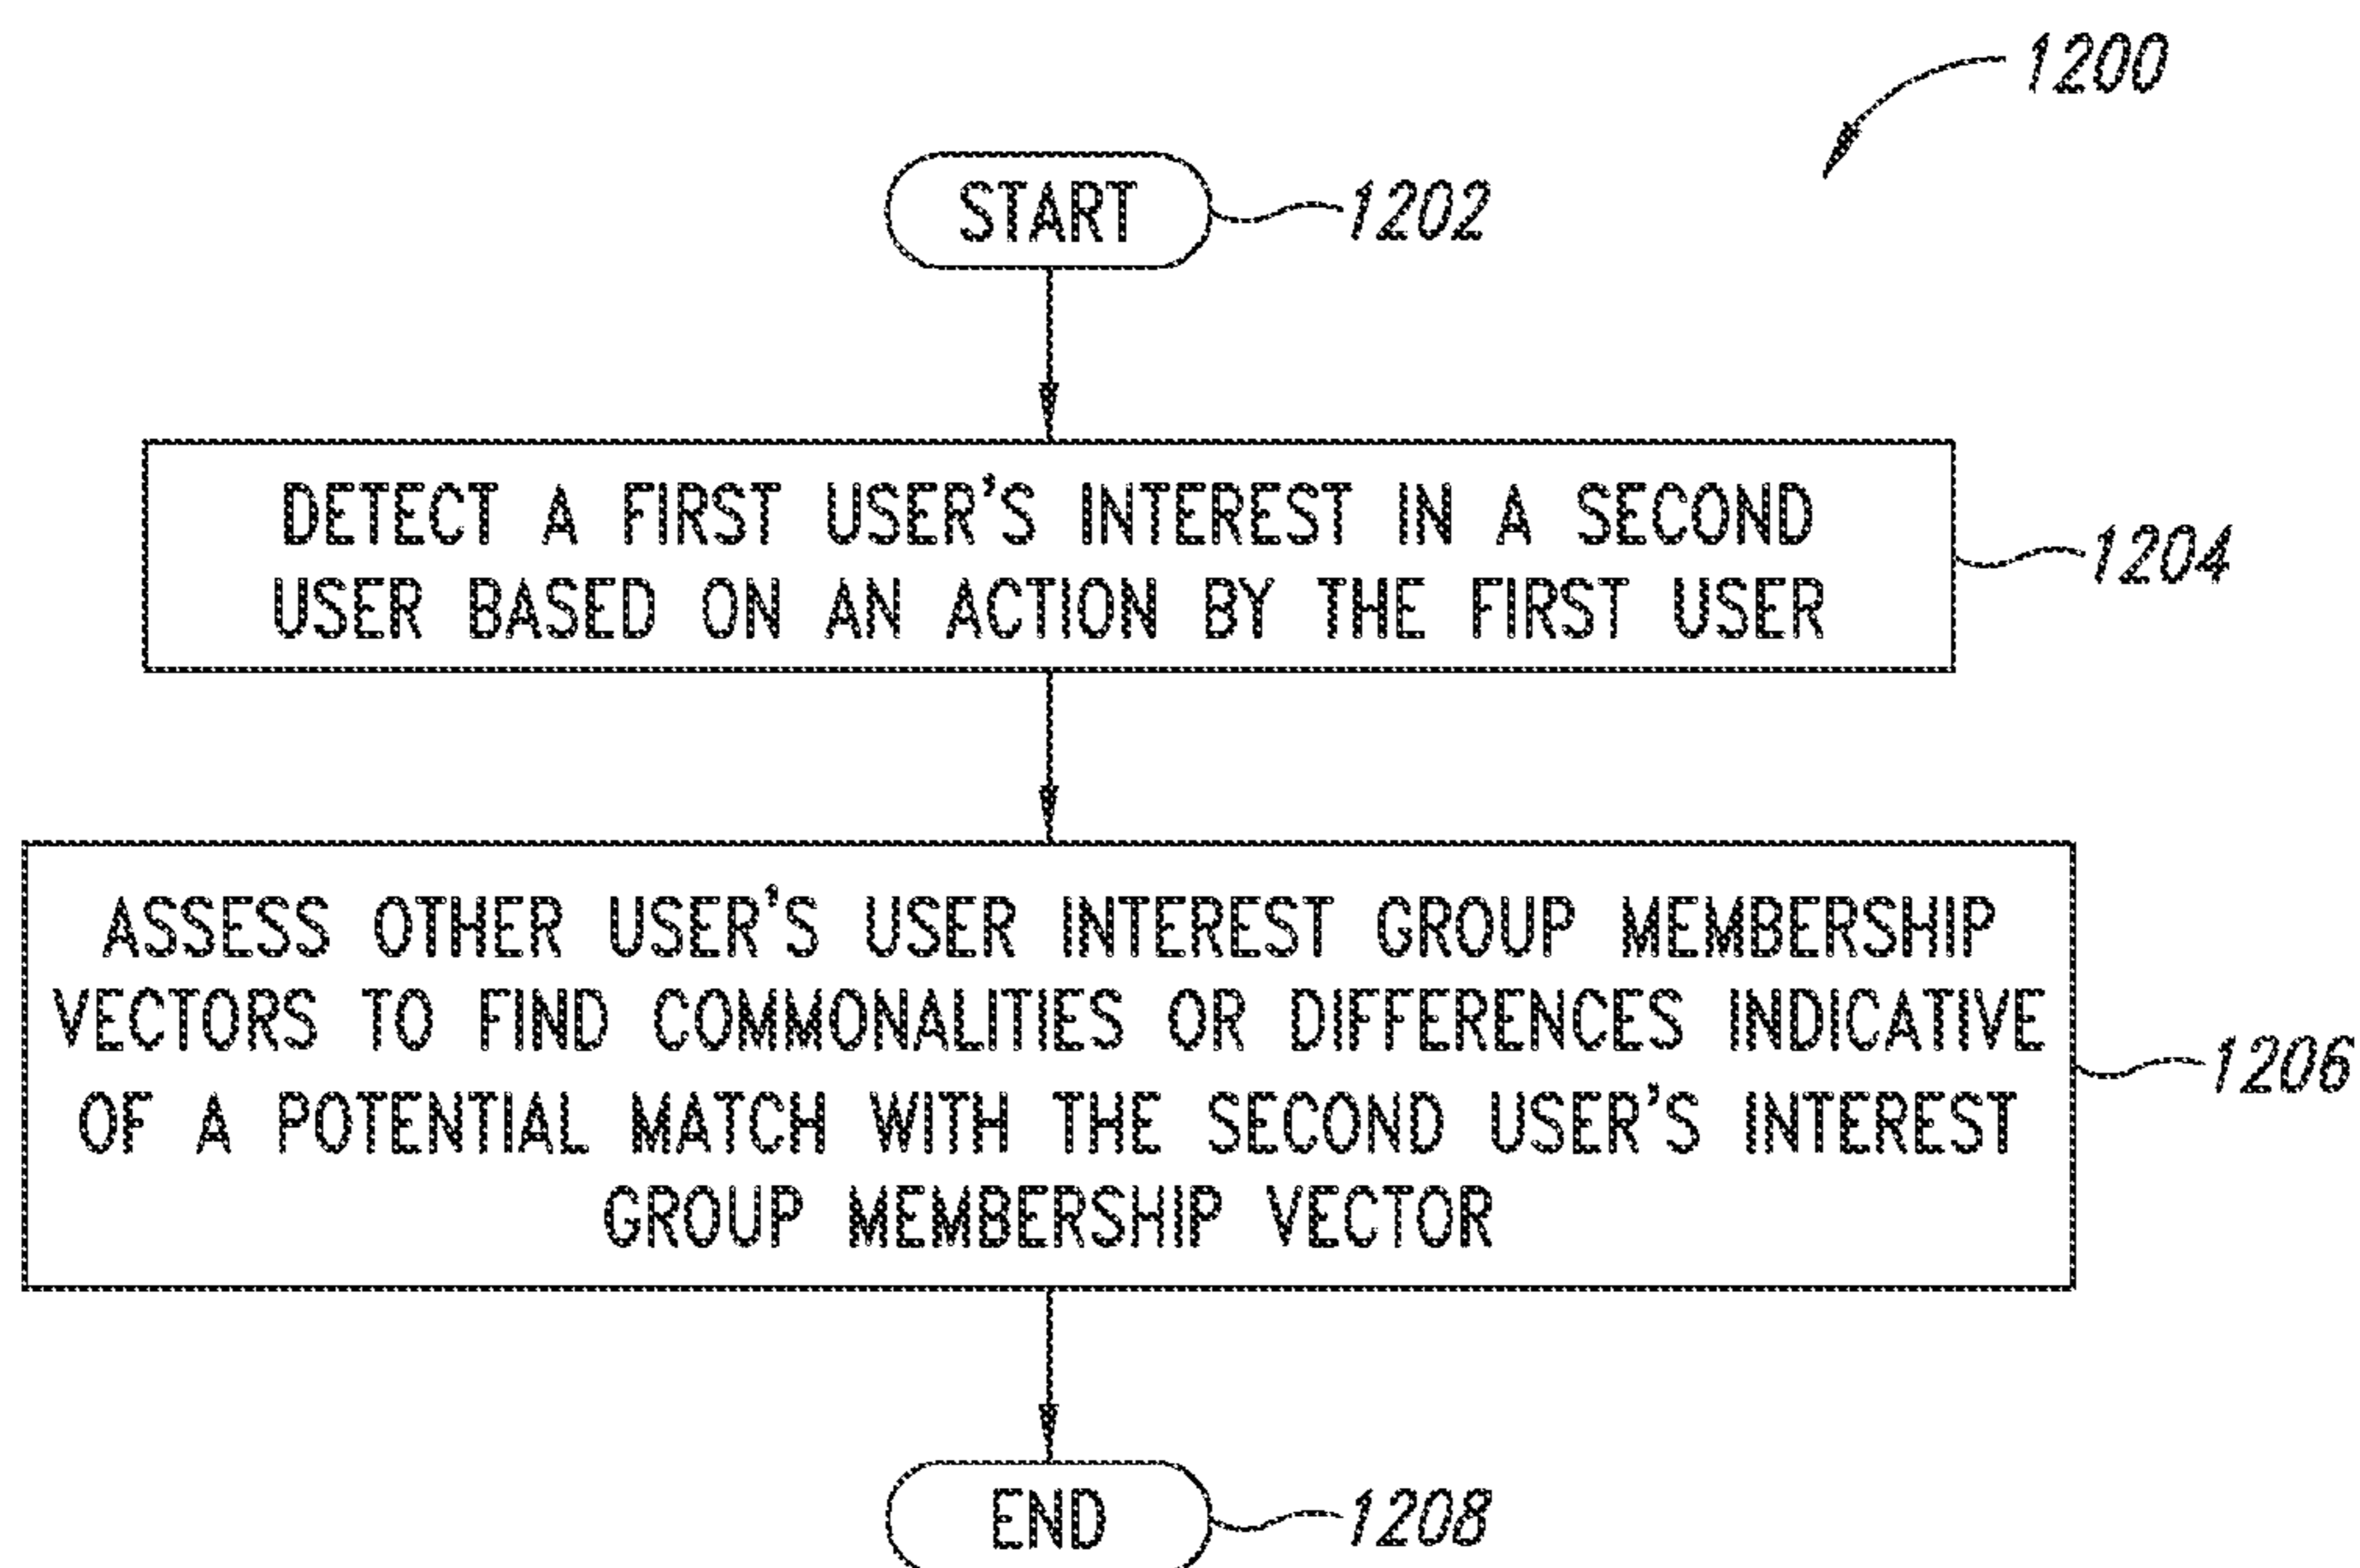 1200
START
1202
DETECT A FIRST USER'S INTEREST IN A SECOND
USER BASED ON AN ACTION BY THE FIRST USER
1204
ASSESS OTHER USER'S USER INTEREST GROUP MEMBERSHIP
VECTORS TO FIND COMMONALITIES OR DIFFERENCES INDICATIVE
OF A POTENTIAL MATCH WITH THE SECOND USER'S INTEREST
GROUP MEMBERSHIP VECTOR
1206
END
1208